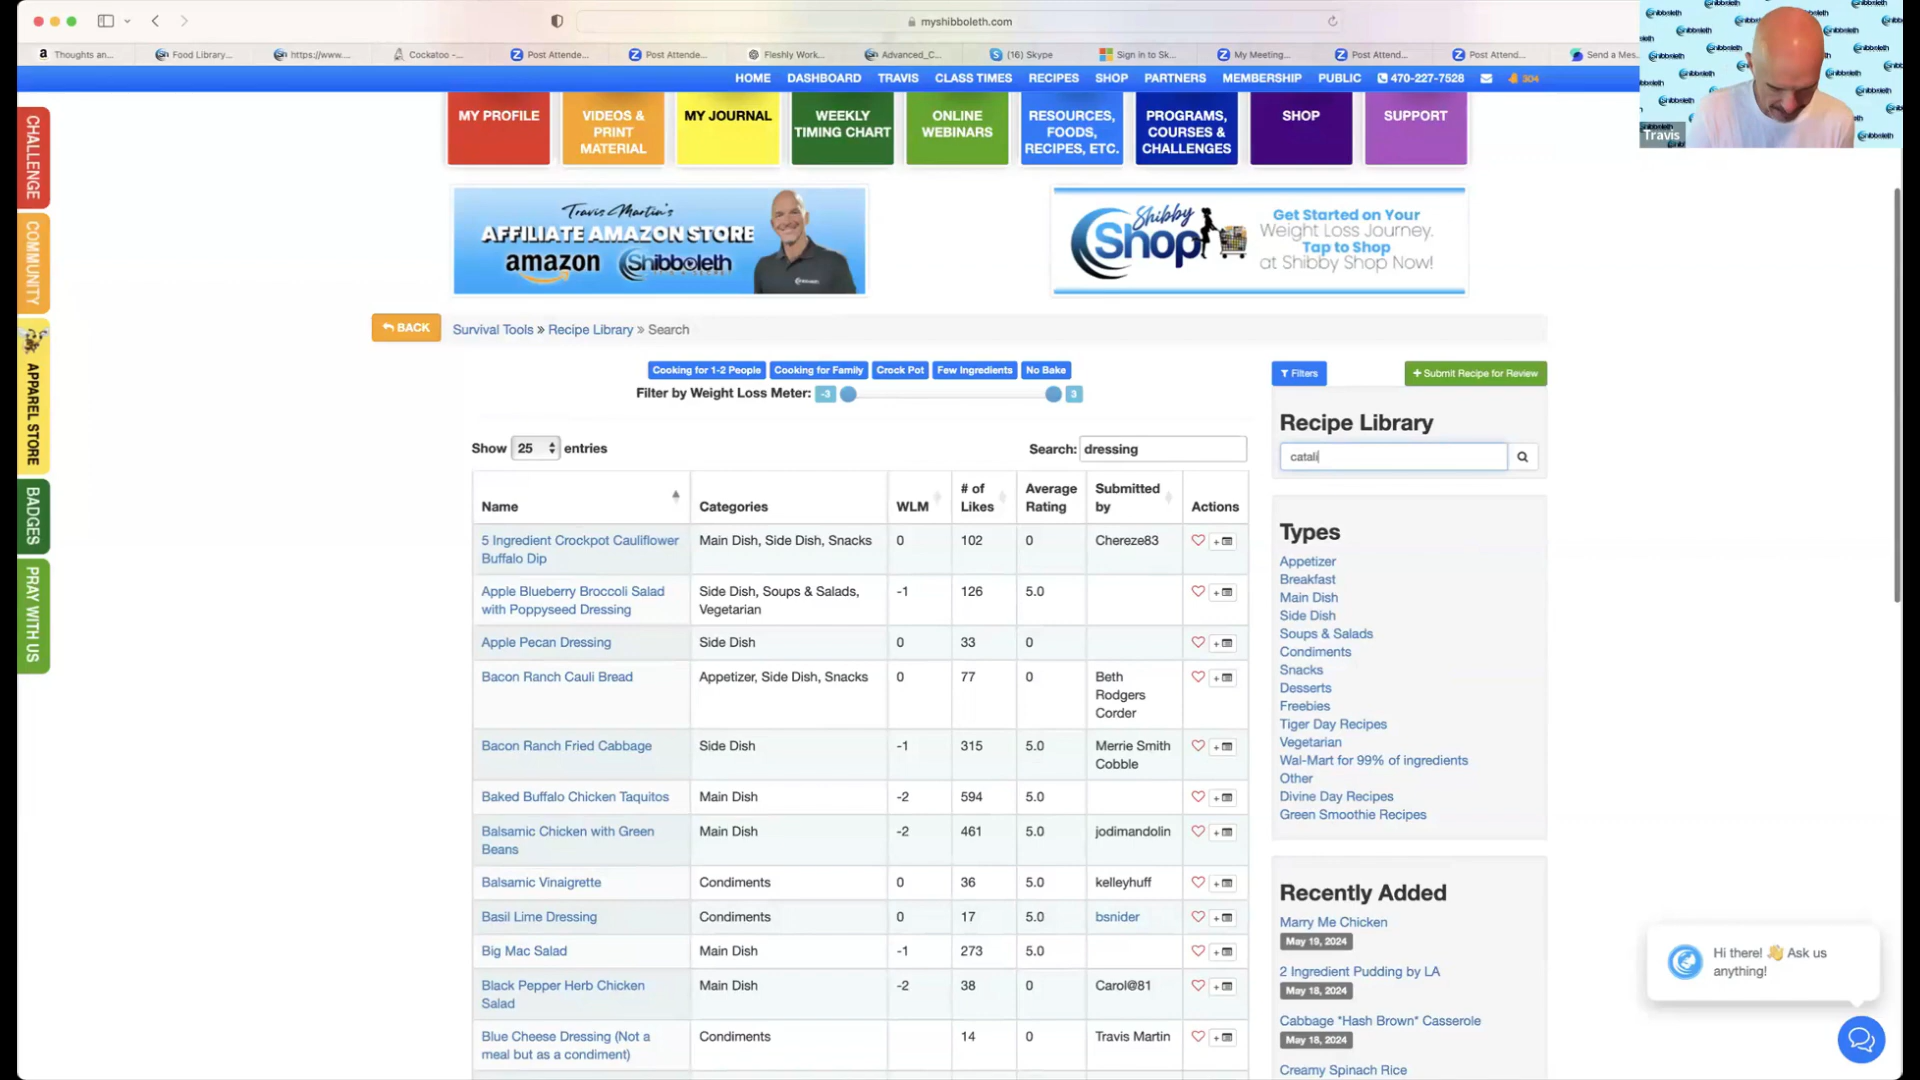 myshibboleth.com
Thoughts an...
Food Library...
https://www....
Cockatoo -...
Post Attende...
Post Attende...
Fleshly Work...
Advanced_C...
(16) Skype
Sign in to Sk...
My Meeting...
Post Attend...
Post Attend...
Send a Mes...
HOME DASHBOARD TRAVIS CLASS TIMES RECIPES SHOP PARTNERS MEMBERSHIP PUBLIC 470-227-7528 304
MY PROFILE
VIDEOS &
PRINT
MATERIAL
MY JOURNAL
WEEKLY
TIMING CHART
ONLINE
WEBINARS
RESOURCES,
FOODS,
RECIPES, ETC.
PROGRAMS,
COURSES &
CHALLENGES
SHOP
SUPPORT
Travis
CHALLENGE
COMMUNITY
APPAREL STORE
BADGES
PRAY WITH US
Travis Martin's
AFFILIATE AMAZON STORE
amazon Shibboleth
Shibby
Shop
Get Started on Your
Weight Loss Journey.
Tap to Shop
at Shibby Shop Now!
BACK
Survival Tools » Recipe Library » Search
Cooking for 1-2 People Cooking for Family Crock Pot Few Ingredients No Bake
Filter by Weight Loss Meter: -3 3
Show 25 entries
Search: dressing
Name Categories WLM # of Likes Average Rating Submitted by Actions
5 Ingredient Crockpot Cauliflower Buffalo Dip Main Dish, Side Dish, Snacks 0 102 0 Chereze83
Apple Blueberry Broccoli Salad with Poppyseed Dressing Side Dish, Soups & Salads, Vegetarian -1 126 5.0
Apple Pecan Dressing Side Dish 0 33 0
Bacon Ranch Cauli Bread Appetizer, Side Dish, Snacks 0 77 0 Beth Rodgers Corder
Bacon Ranch Fried Cabbage Side Dish -1 315 5.0 Merrie Smith Cobble
Baked Buffalo Chicken Taquitos Main Dish -2 594 5.0
Balsamic Chicken with Green Beans Main Dish -2 461 5.0 jodimandolin
Balsamic Vinaigrette Condiments 0 36 5.0 kelleyhuff
Basil Lime Dressing Condiments 0 17 5.0 bsnider
Big Mac Salad Main Dish -1 273 5.0
Black Pepper Herb Chicken Salad Main Dish -2 38 0 Carol@81
Blue Cheese Dressing (Not a meal but as a condiment) Condiments 14 0 Travis Martin
Filters
+ Submit Recipe for Review
Recipe Library
catali
Types
Appetizer
Breakfast
Main Dish
Side Dish
Soups & Salads
Condiments
Snacks
Desserts
Freebies
Tiger Day Recipes
Vegetarian
Wal-Mart for 99% of ingredients
Other
Divine Day Recipes
Green Smoothie Recipes
Recently Added
Marry Me Chicken
May 19, 2024
2 Ingredient Pudding by LA
May 18, 2024
Cabbage "Hash Brown" Casserole
May 18, 2024
Creamy Spinach Rice
Hi there! 👋 Ask us
anything!